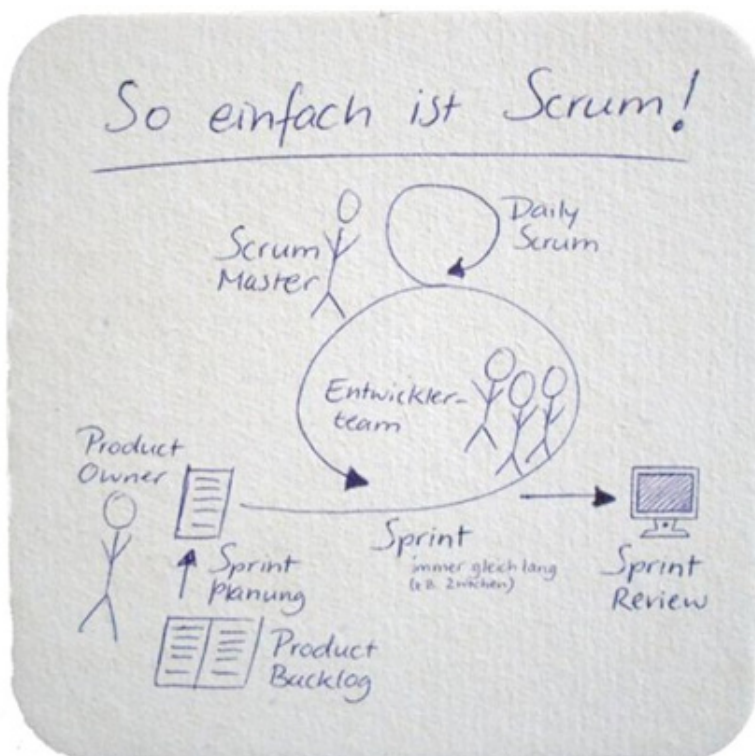 So einfach ist Scrum!
Daily
Scrum
Scrum
Master
Entwickler-
team
Product
Owner
Sprint
immer gleich lang
(z.B. 2 Wochen)
Sprint
Planung
Sprint
Review
Product
Backlog